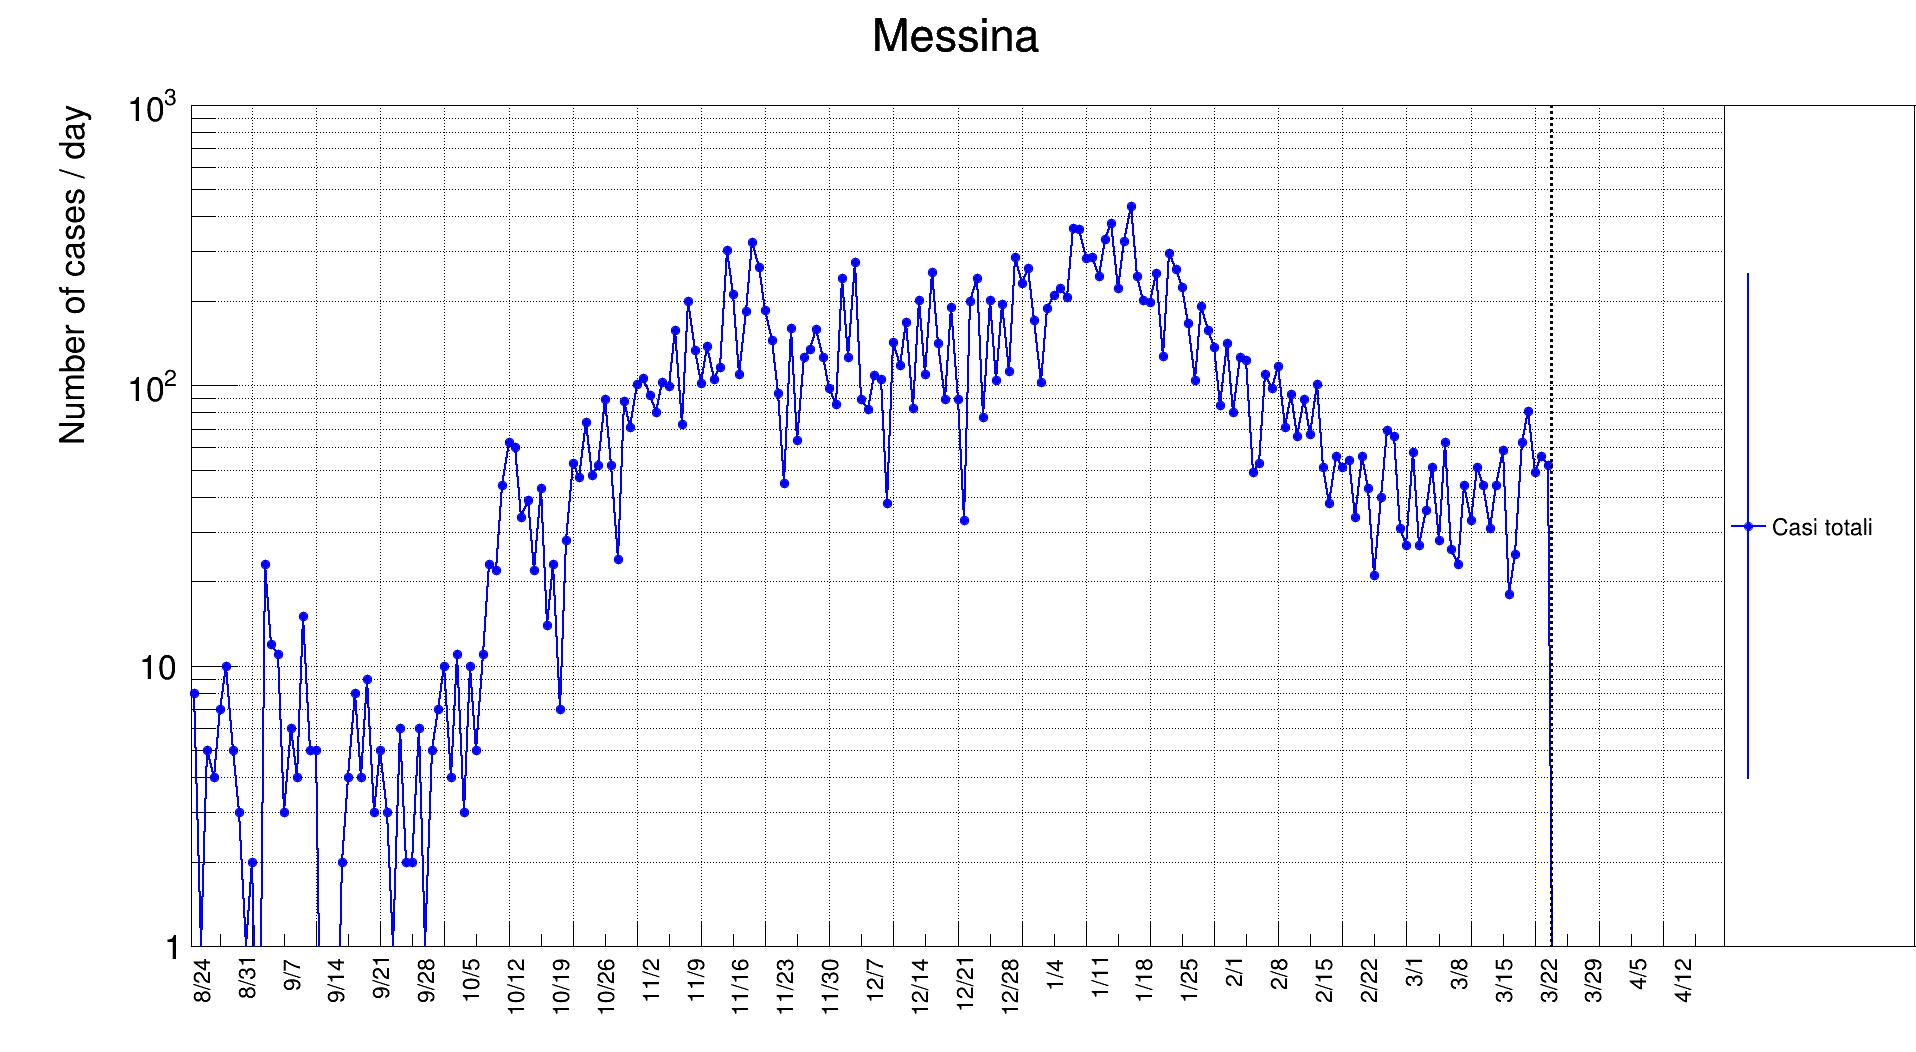 Messina
Number of cases / day
10³
10²
10
1
8/24 8/31 9/7 9/14 9/21 9/28 10/5 10/12 10/19 10/26 11/2 11/9 11/16 11/23 11/30 12/7 12/14 12/21 12/28 1/4 1/11 1/18 1/25 2/1 2/8 2/15 2/22 3/1 3/8 3/15 3/22 3/29 4/5 4/12
Casi totali